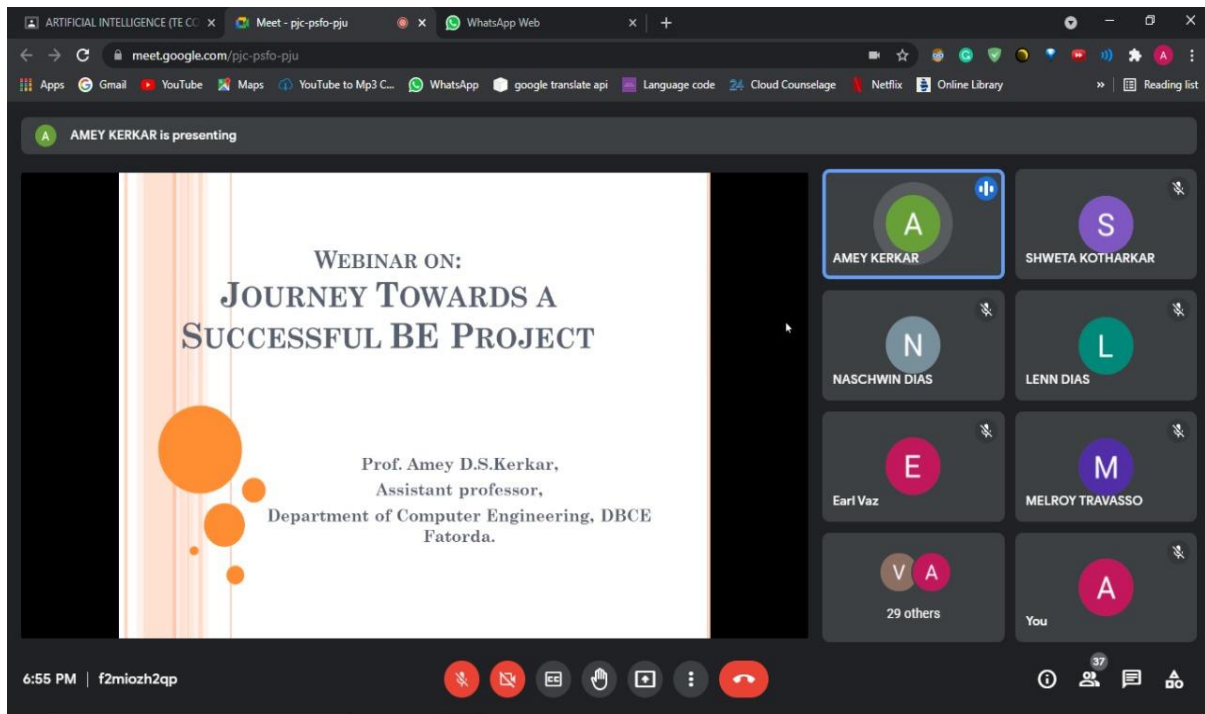 ARTIFICIAL INTELLIGENCE (TE CC
Meet - pjc-psfo-pju
WhatsApp Web
meet.google.com/pjc-psfo-pju
A
Apps Gmail YouTube Maps YouTube to Mp3 C... WhatsApp google translate api Language code 24 Cloud Counselage Netflix Online Library » Reading list
A AMEY KERKAR is presenting
WEBINAR ON:
JOURNEY TOWARDS A
SUCCESSFUL BE PROJECT
Prof. Amey D.S.Kerkar,
Assistant professor,
Department of Computer Engineering, DBCE
Fatorda.
A
AMEY KERKAR
S
SHWETA KOTHARKAR
N
NASCHWIN DIAS
L
LENN DIAS
E
Earl Vaz
M
MELROY TRAVASSO
V A
29 others
A
You
6:55 PM | f2miozh2qp
CC
37